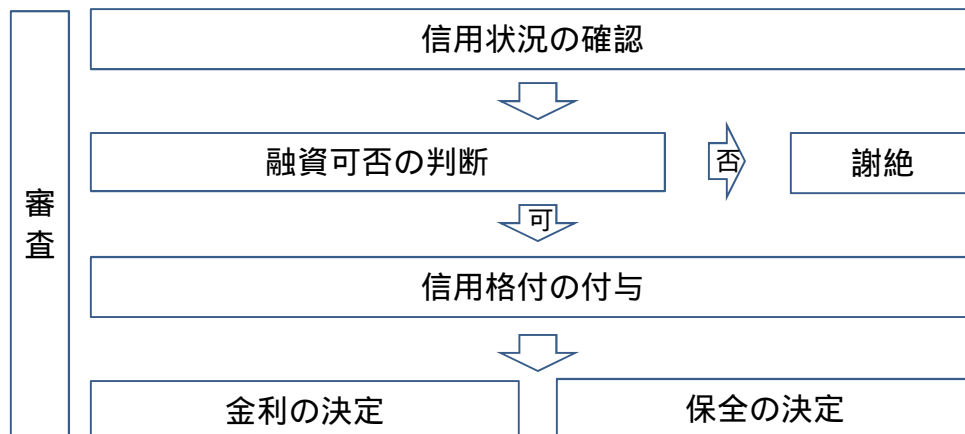 審査
信用状況の確認
融資可否の判断
否
謝絶
可
信用格付の付与
金利の決定
保全の決定